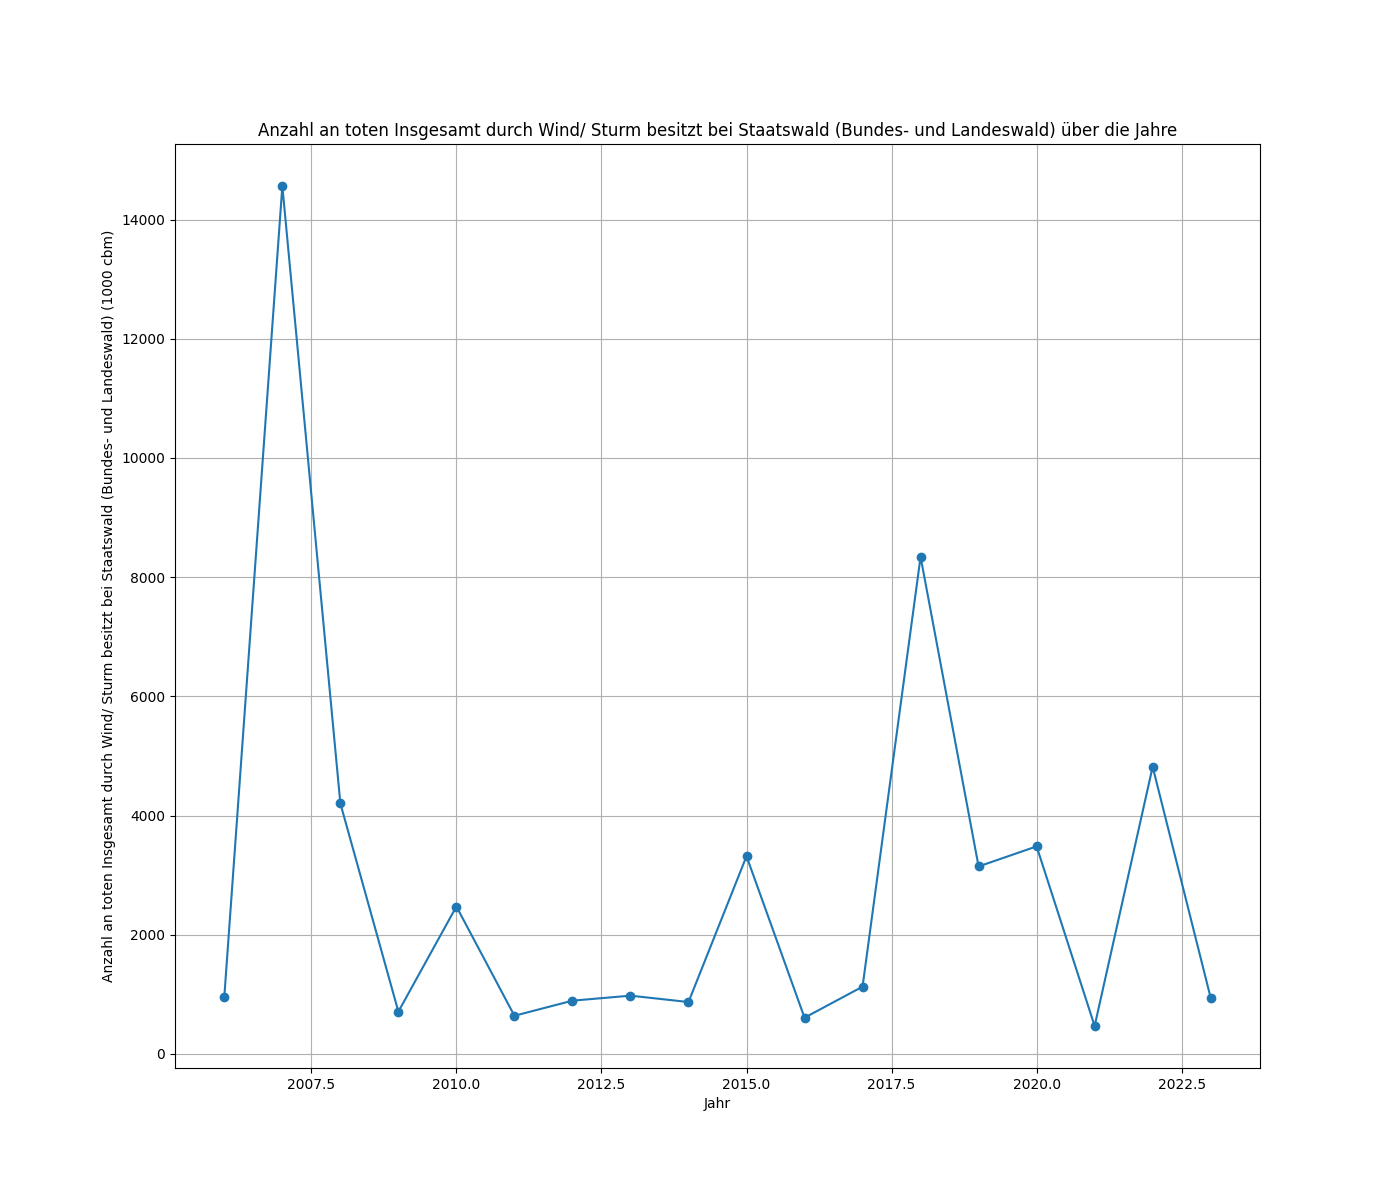 Anzahl an toten Insgesamt durch Wind/ Sturm besitzt bei Staatswald (Bundes- und Landeswald) über die Jahre
Anzahl an toten Insgesamt durch Wind/ Sturm besitzt bei Staatswald (Bundes- und Landeswald) (1000 cbm)
14000
12000
10000
8000
6000
4000
2000
0
2007.5 2010.0 2012.5 2015.0 2017.5 2020.0 2022.5
Jahr